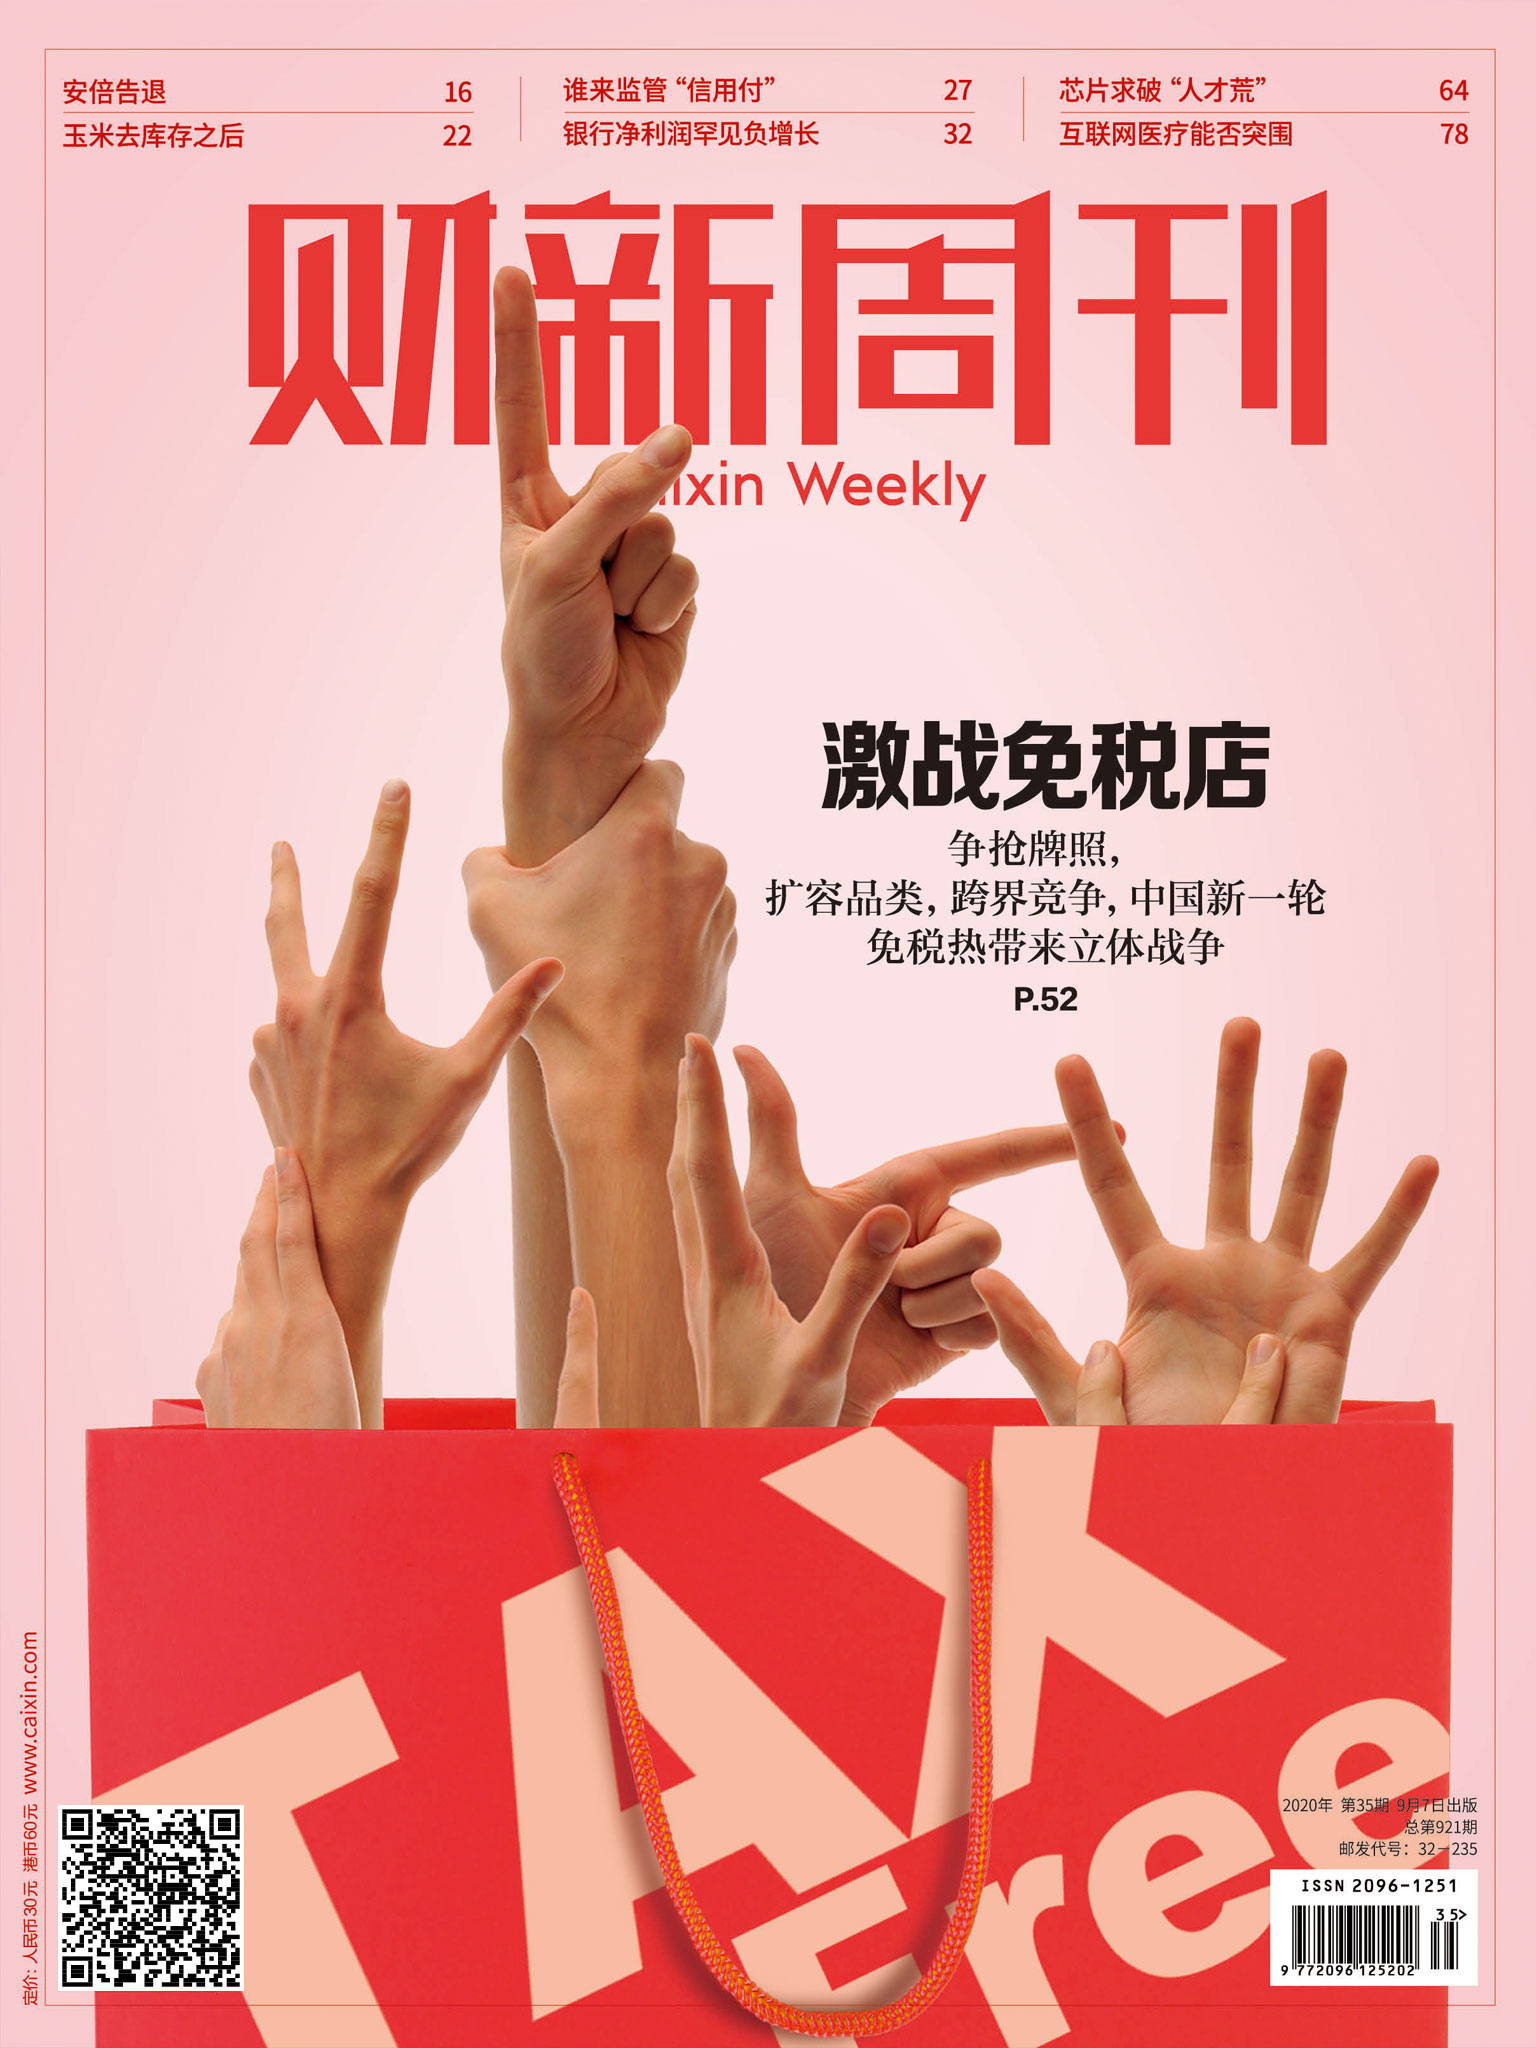 安倍告退 16
玉米去库存之后 22
谁来监管“信用付” 27
银行净利润罕见负增长 32
芯片求破“人才荒” 64
互联网医疗能否突围 78
财新周刊
ixin Weekly
激战免税店
争抢牌照，
扩容品类，跨界竞争，中国新一轮
免税热带来立体战争
P.52
TAX
Free
定价：人民币30元 港币60元 www.caixin.com
2020年 第35期 9月7日出版
总第921期
邮发代号：32－235
ISSN 2096-1251
35>
9 772096 125202